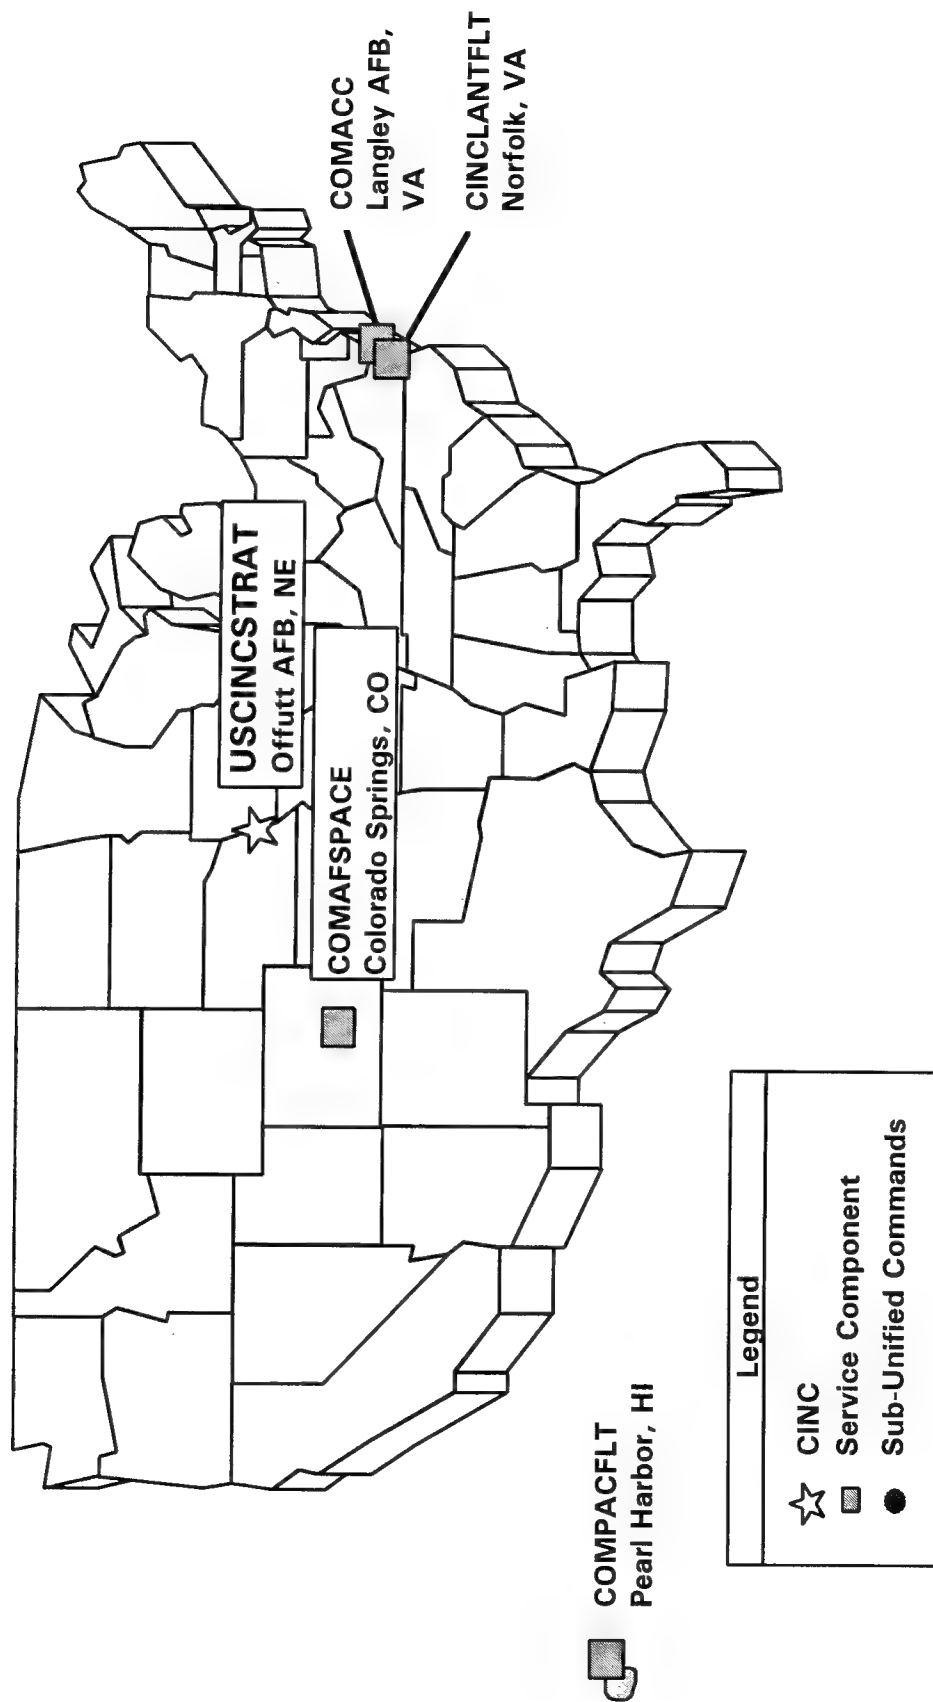 USCINCSTRAT
Offutt AFB, NE
COMAFSPACE
Colorado Springs, CO
COMACC
Langley AFB,
VA
CINCLANTFLT
Norfolk, VA
COMPACFLT
Pearl Harbor, HI
Legend
CINC
Service Component
Sub-Unified Commands